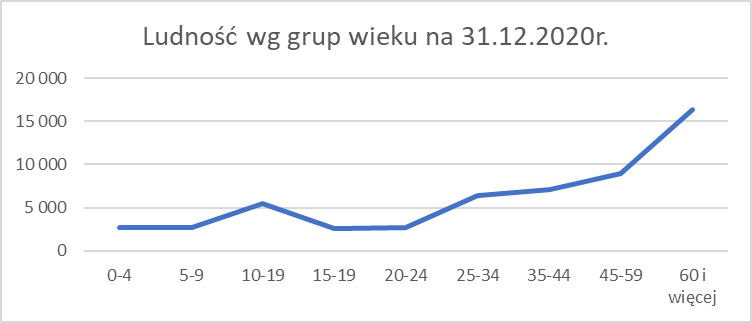 Ludność wg grup wieku na 31.12.2020r.
20 000
15 000
10 000
5 000
0
0-4 5-9 10-19 15-19 20-24 25-34 35-44 45-59 60 i
więcej